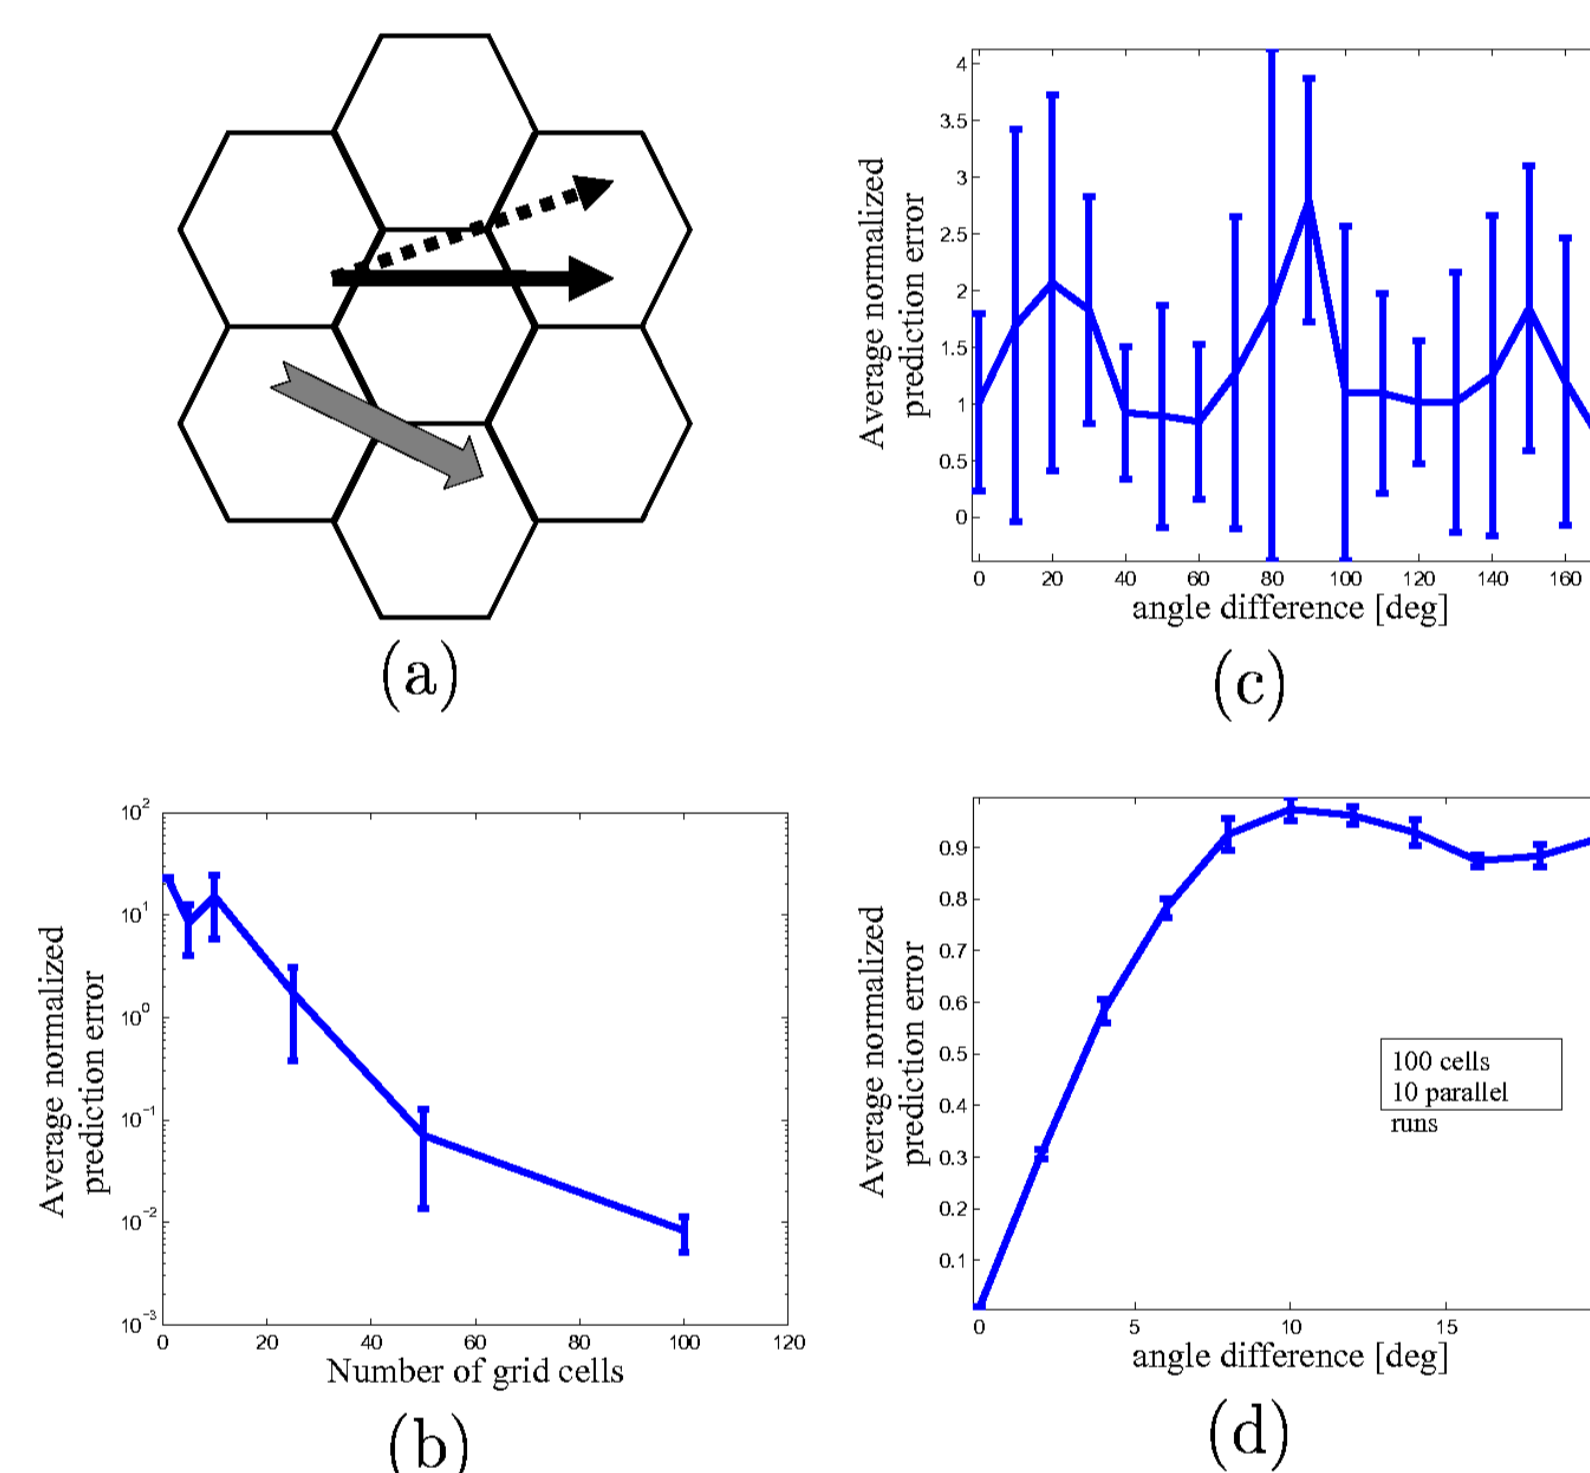 (a)
4
3.5
3
2.5
2
1.5
1
0.5
0
Average normalized
prediction error
0 20 40 60 80 100 120 140 160
angle difference [deg]
(c)
10²
10¹
10⁰
10⁻¹
10⁻²
10⁻³
Average normalized
prediction error
0 20 40 60 80 100 120
Number of grid cells
(b)
0.9
0.8
0.7
0.6
0.5
0.4
0.3
0.2
0.1
Average normalized
prediction error
100 cells
10 parallel
runs
0 5 10 15
angle difference [deg]
(d)